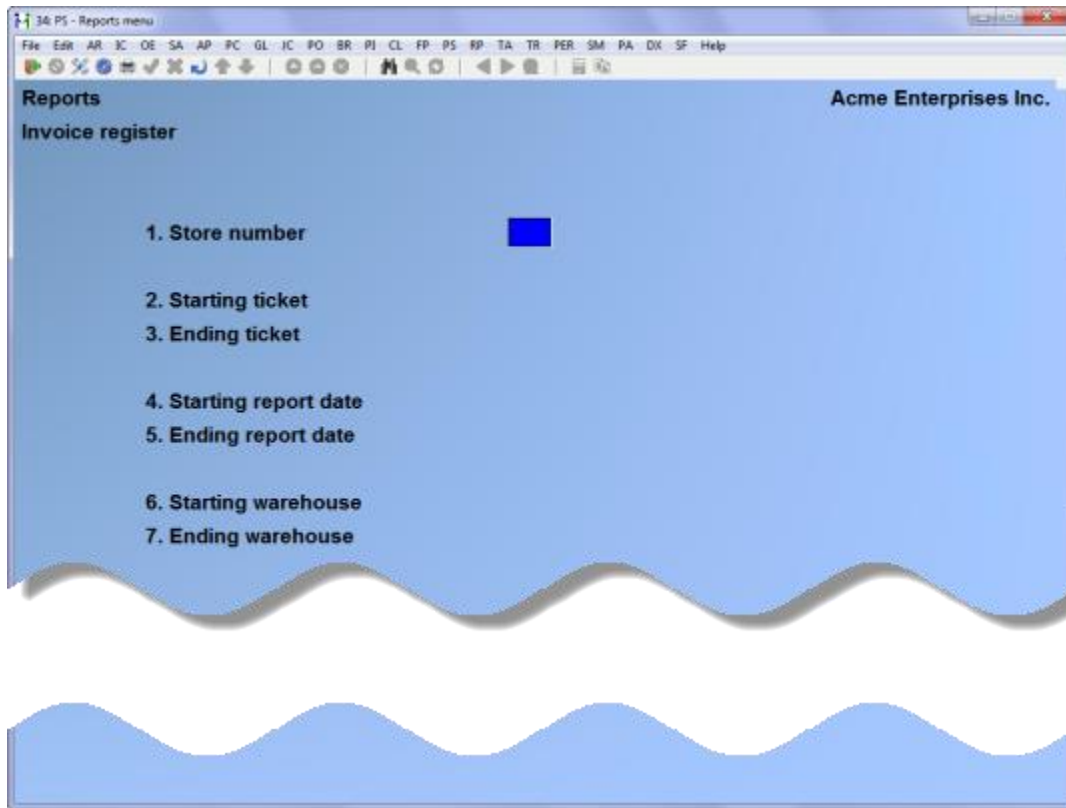 34: PS - Reports menu
File Edit AR IC OE SA AP PC GL JC PO BR PI CL FP PS RP TA TR PER SM PA DX SF Help
Reports Acme Enterprises Inc.
Invoice register
1. Store number
2. Starting ticket
3. Ending ticket
4. Starting report date
5. Ending report date
6. Starting warehouse
7. Ending warehouse